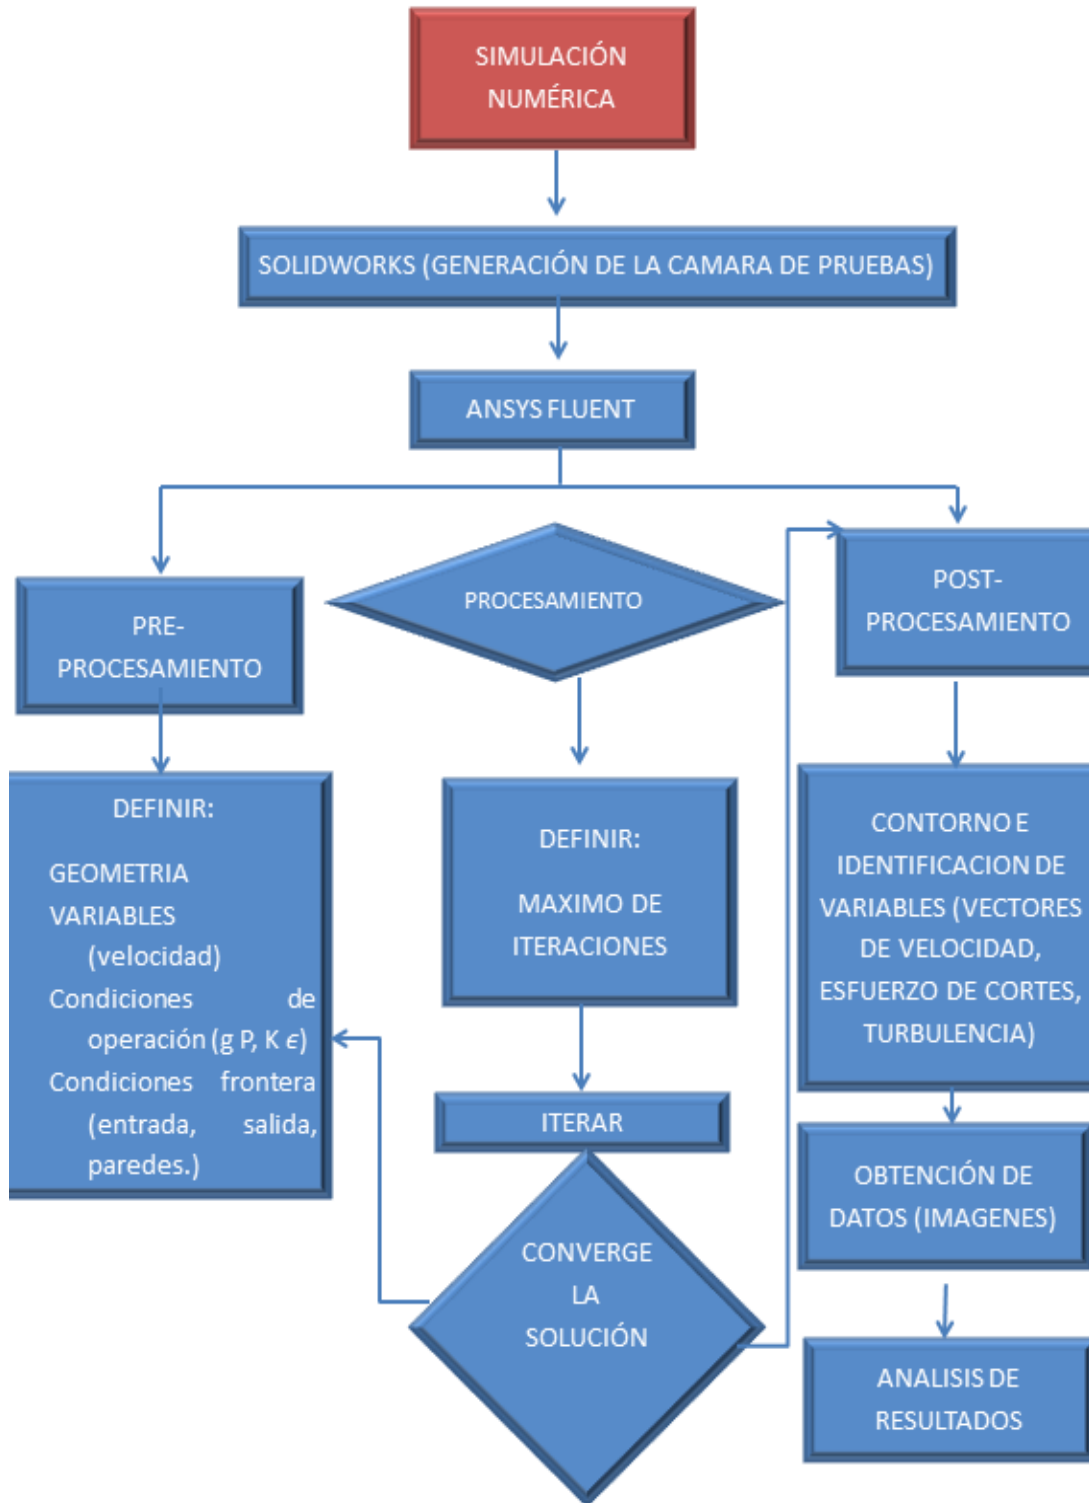 SIMULACIÓN
NUMÉRICA
SOLIDWORKS (GENERACIÓN DE LA CAMARA DE PRUEBAS)
ANSYS FLUENT
PRE-
PROCESAMIENTO
DEFINIR:
GEOMETRIA
VARIABLES
(velocidad)
Condiciones de
operación (g P, K ϵ)
Condiciones frontera
(entrada, salida,
paredes.)
PROCESAMIENTO
DEFINIR:
MAXIMO DE
ITERACIONES
ITERAR
CONVERGE
LA
SOLUCIÓN
POST-
PROCESAMIENTO
CONTORNO E
IDENTIFICACION DE
VARIABLES (VECTORES
DE VELOCIDAD,
ESFUERZO DE CORTES,
TURBULENCIA)
OBTENCIÓN DE
DATOS (IMAGENES)
ANALISIS DE
RESULTADOS